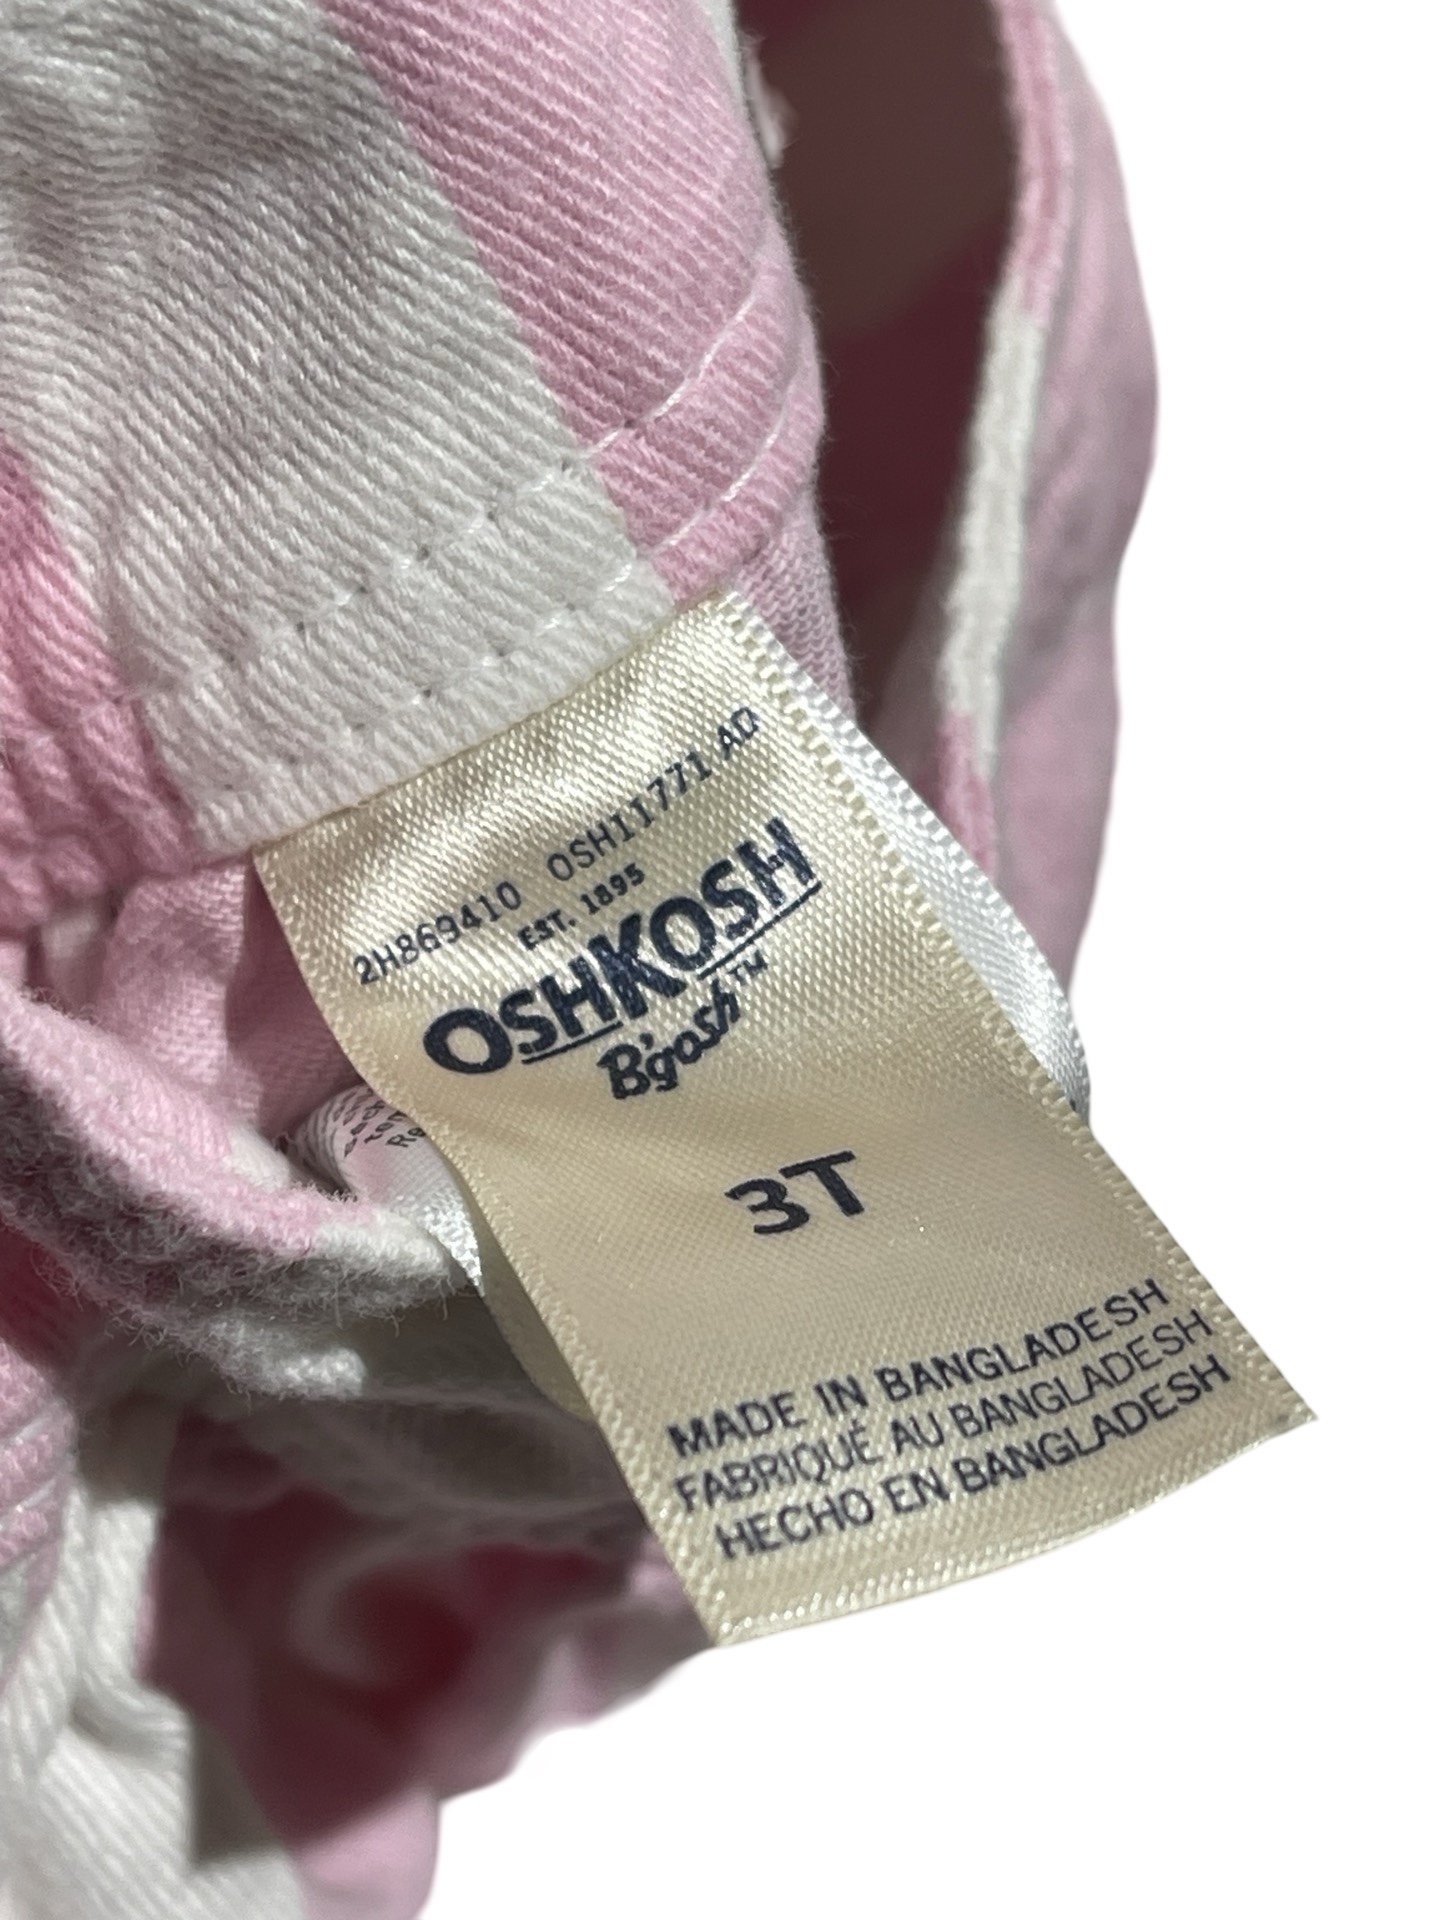 2H869410 OSH11771 AD
EST. 1895
OSHKOSH
B'gosh™
3T
MADE IN BANGLADESH
FABRIQUÉ AU BANGLADESH
HECHO EN BANGLADESH